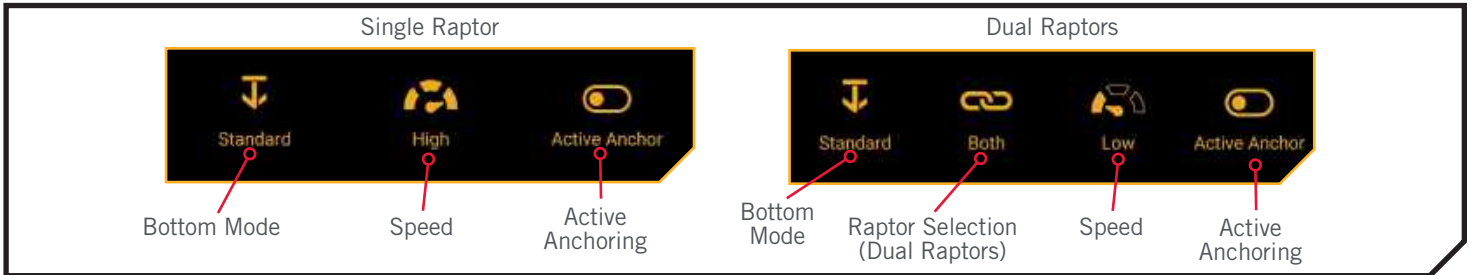 Single Raptor
Standard
High
Active Anchor
Bottom Mode
Speed
Active
Anchoring
Dual Raptors
Standard
Both
Low
Active Anchor
Bottom
Mode
Raptor Selection
(Dual Raptors)
Speed
Active
Anchoring